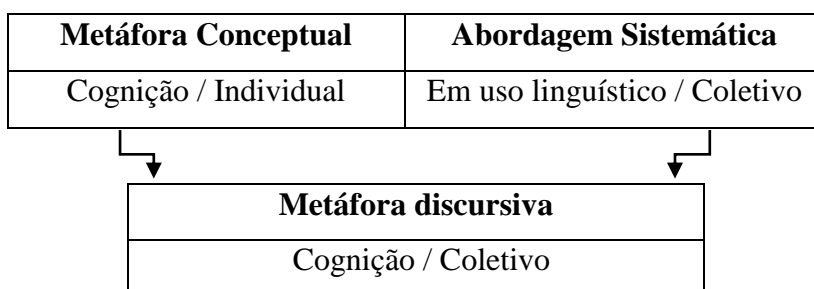 Metáfora Conceptual
Abordagem Sistemática
Cognição / Individual
Em uso linguístico / Coletivo
Metáfora discursiva
Cognição / Coletivo